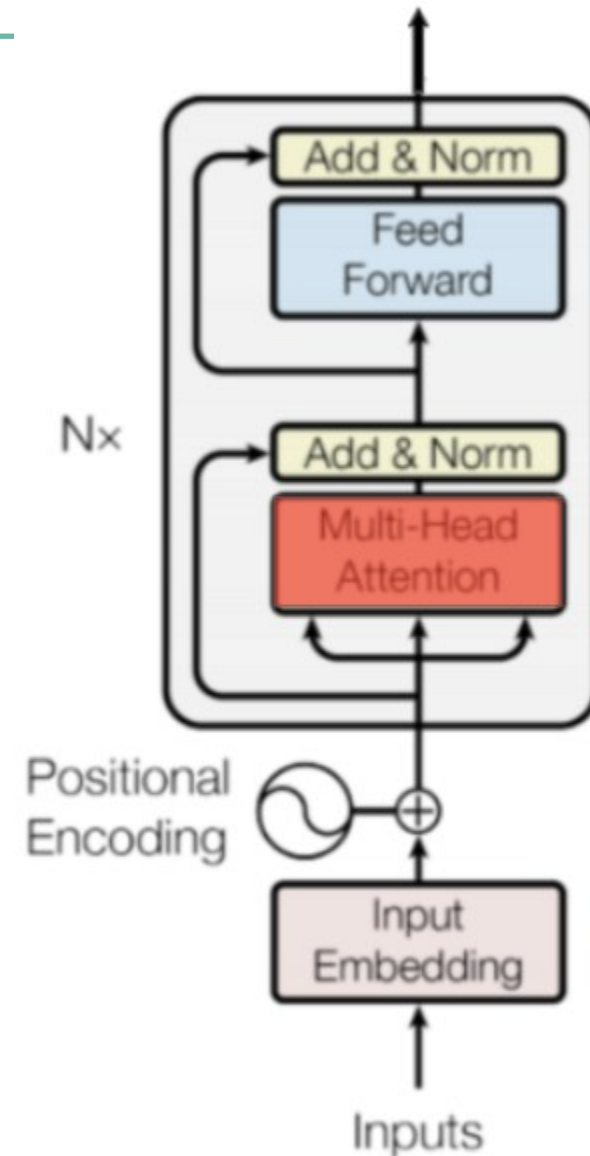 Add & Norm
Feed
Forward
Nx
Add & Norm
Multi-Head
Attention
Positional
Encoding
Input
Embedding
Inputs